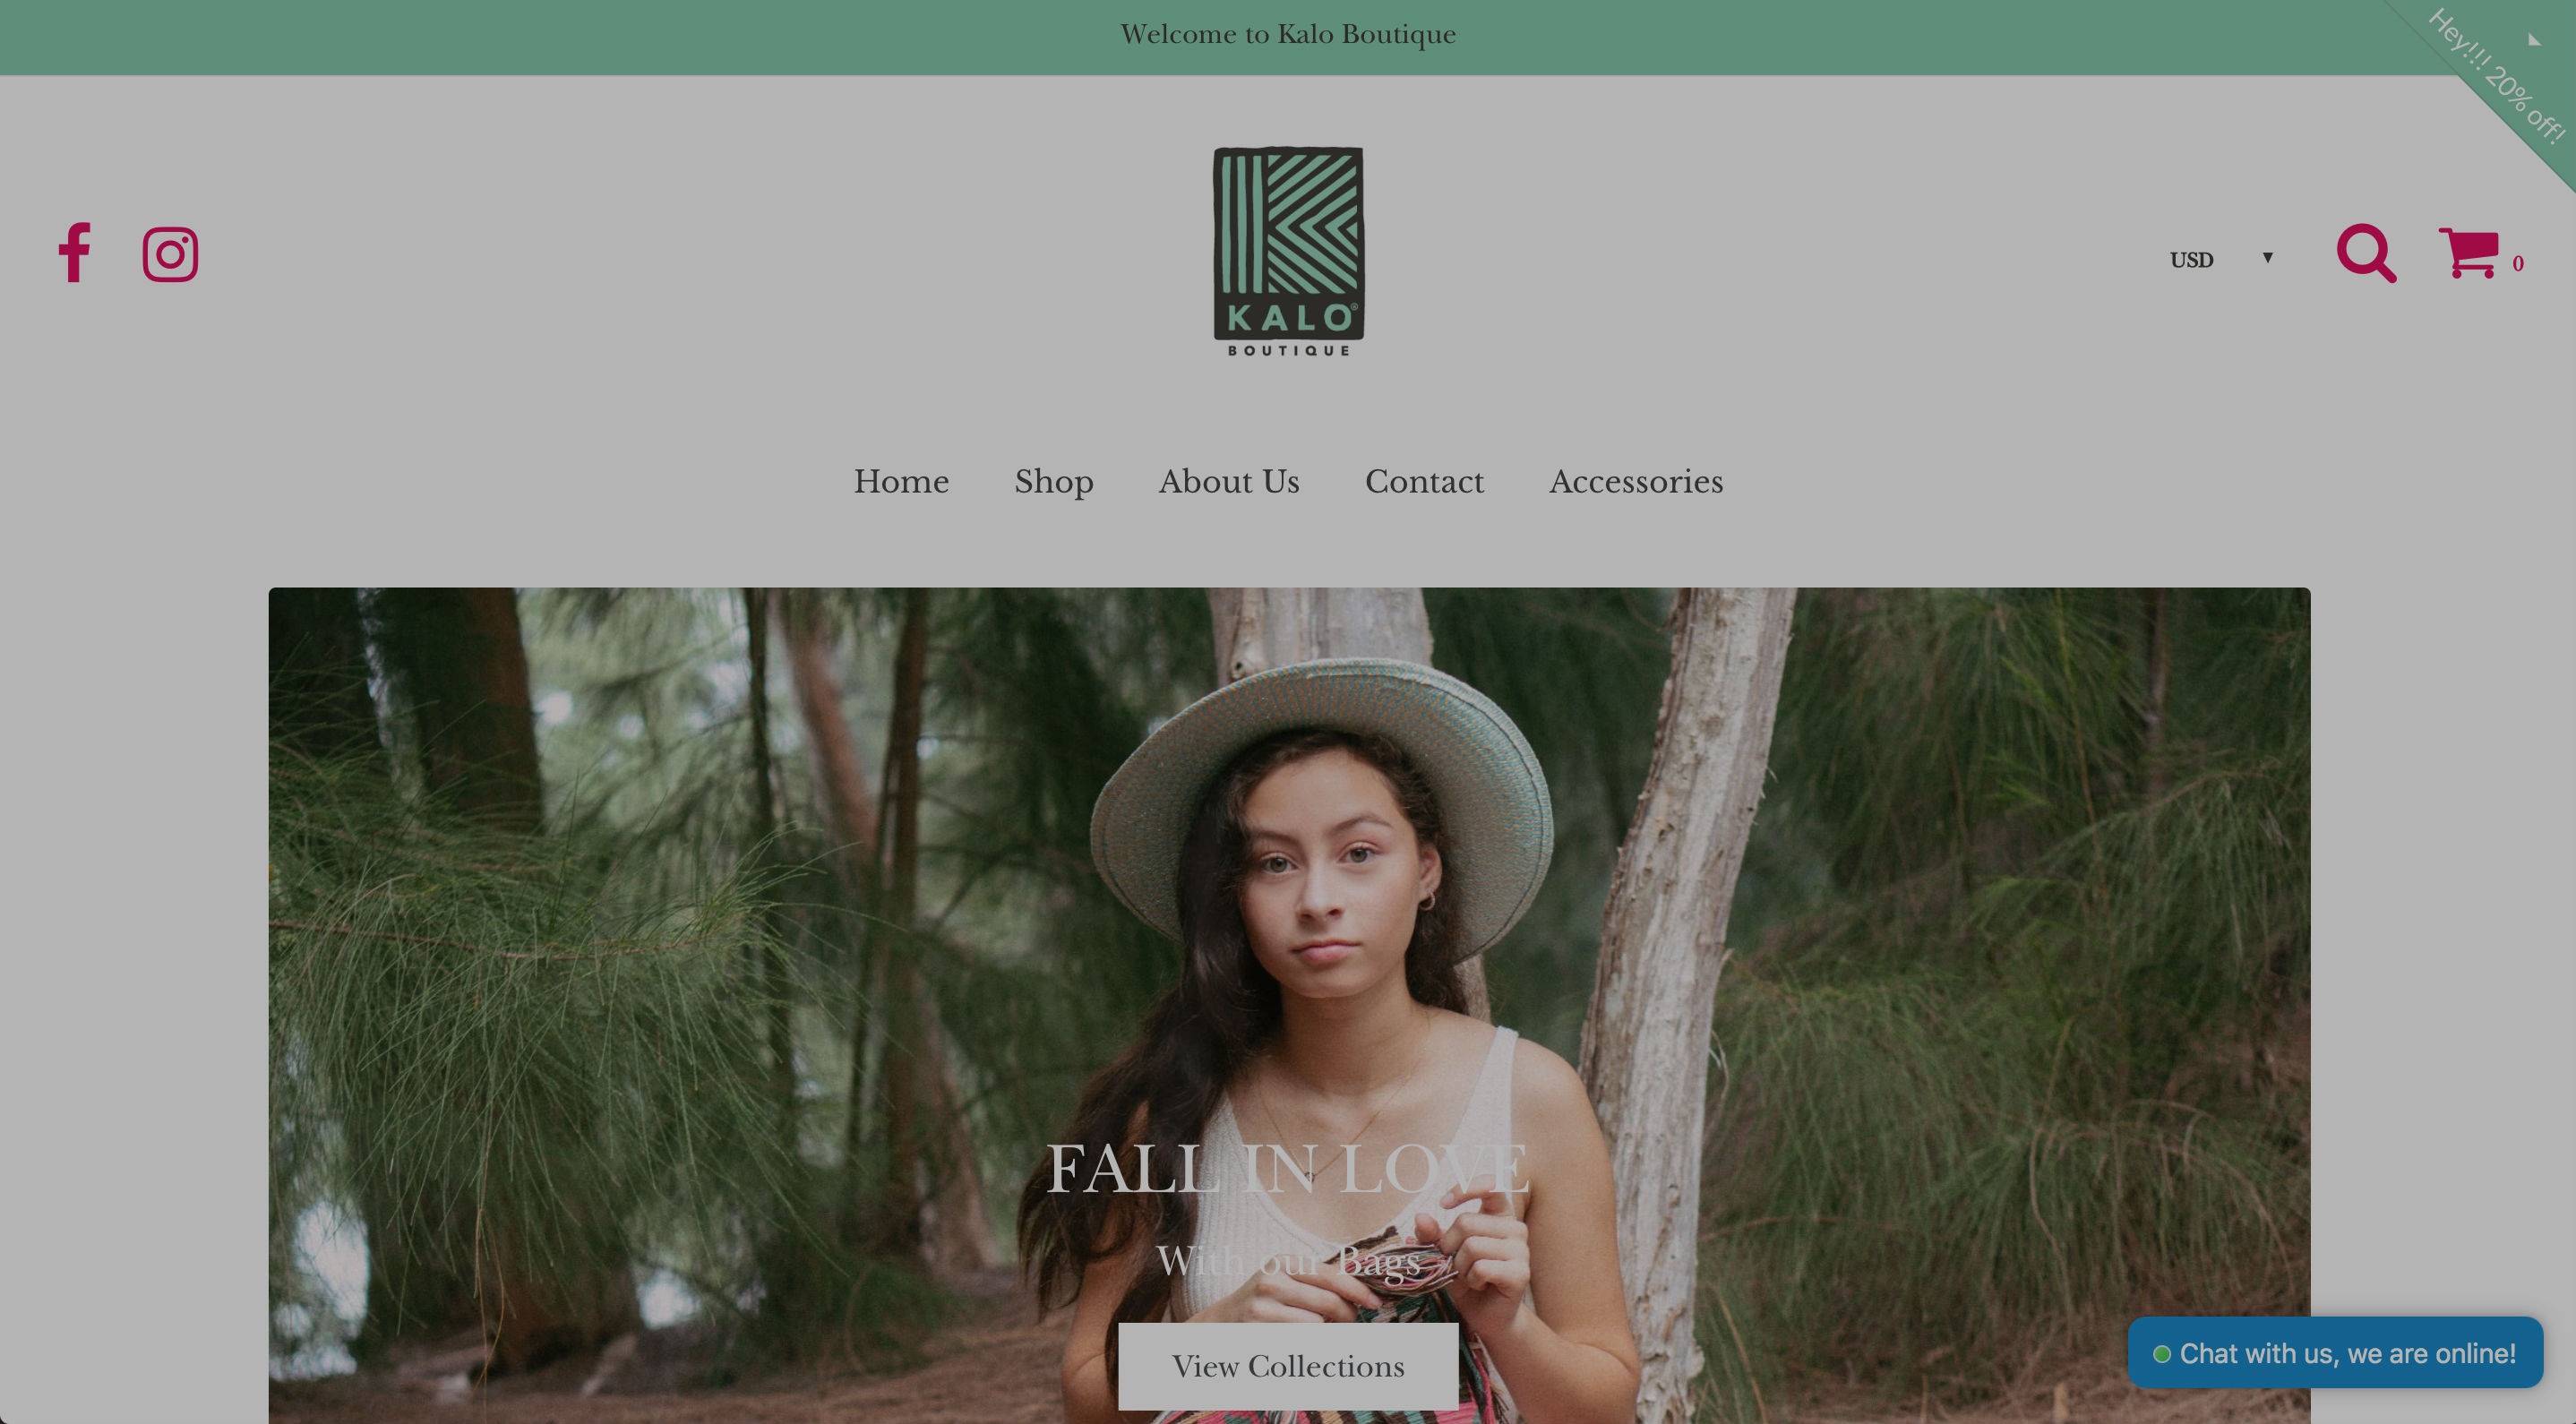 Welcome to Kalo Boutique
Hey!!! 20% off!
KALO®
BOUTIQUE
USD
0
Home Shop About Us Contact Accessories
FALL IN LOVE
With our Bags
View Collections
Chat with us, we are online!